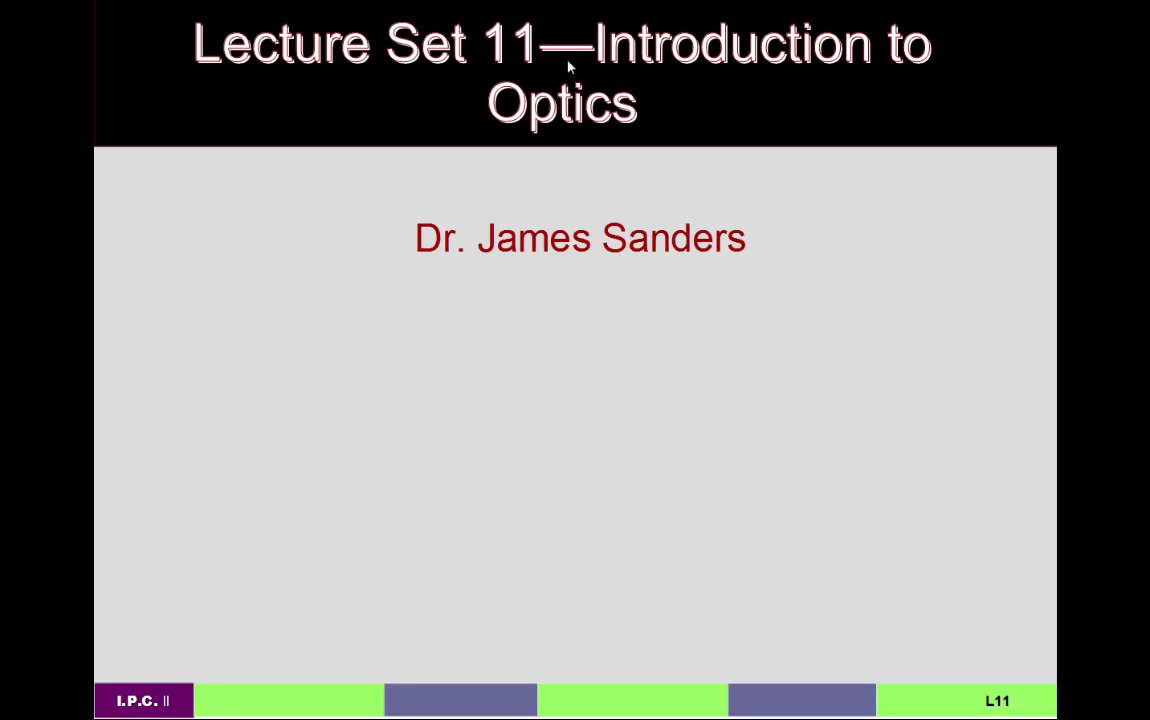 Lecture Set 11—Introduction to
Optics
Dr. James Sanders
I.P.C. II
L11